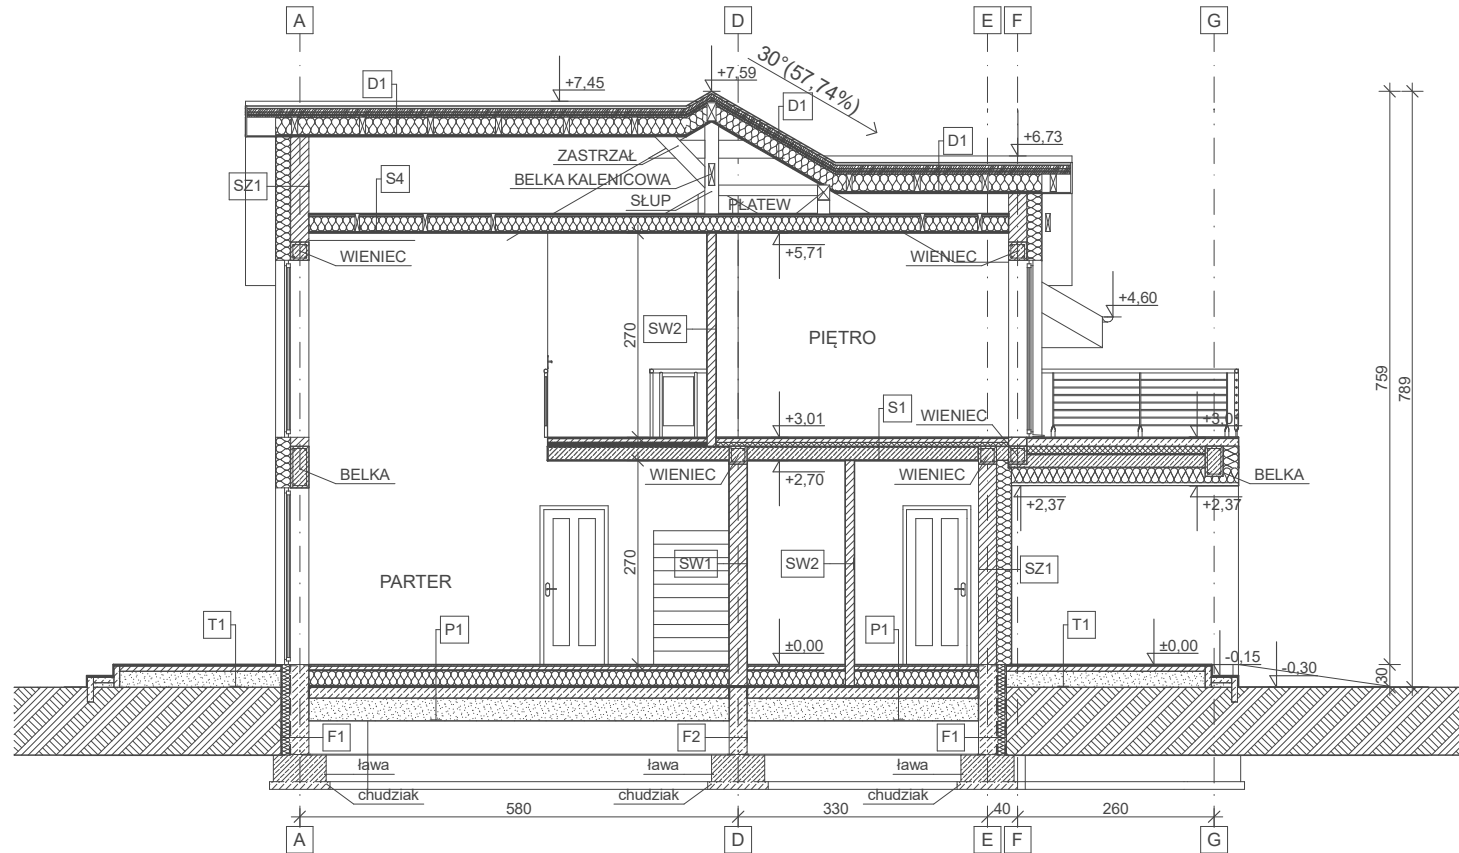 A D E F G
+7,45
+7,59
30°(57,74%)
D1
D1
+6,73
D1
ZASTRZAŁ
BELKA KALENICOWA
SŁUP
PŁATEW
SZ1
S4
WIENIEC
+5,71
WIENIEC
+4,60
270
SW2
PIĘTRO
759
789
S1
WIENIEC
+3,01
+3,01
BELKA
WIENIEC
+2,70
WIENIEC
BELKA
+2,37
+2,37
270
SW1
SW2
SZ1
PARTER
T1
P1
±0,00
P1
T1
±0,00
-0,15
-0,30
30
F1
F2
F1
ława
ława
ława
chudziak
chudziak
chudziak
580
330
40
260
A D E F G